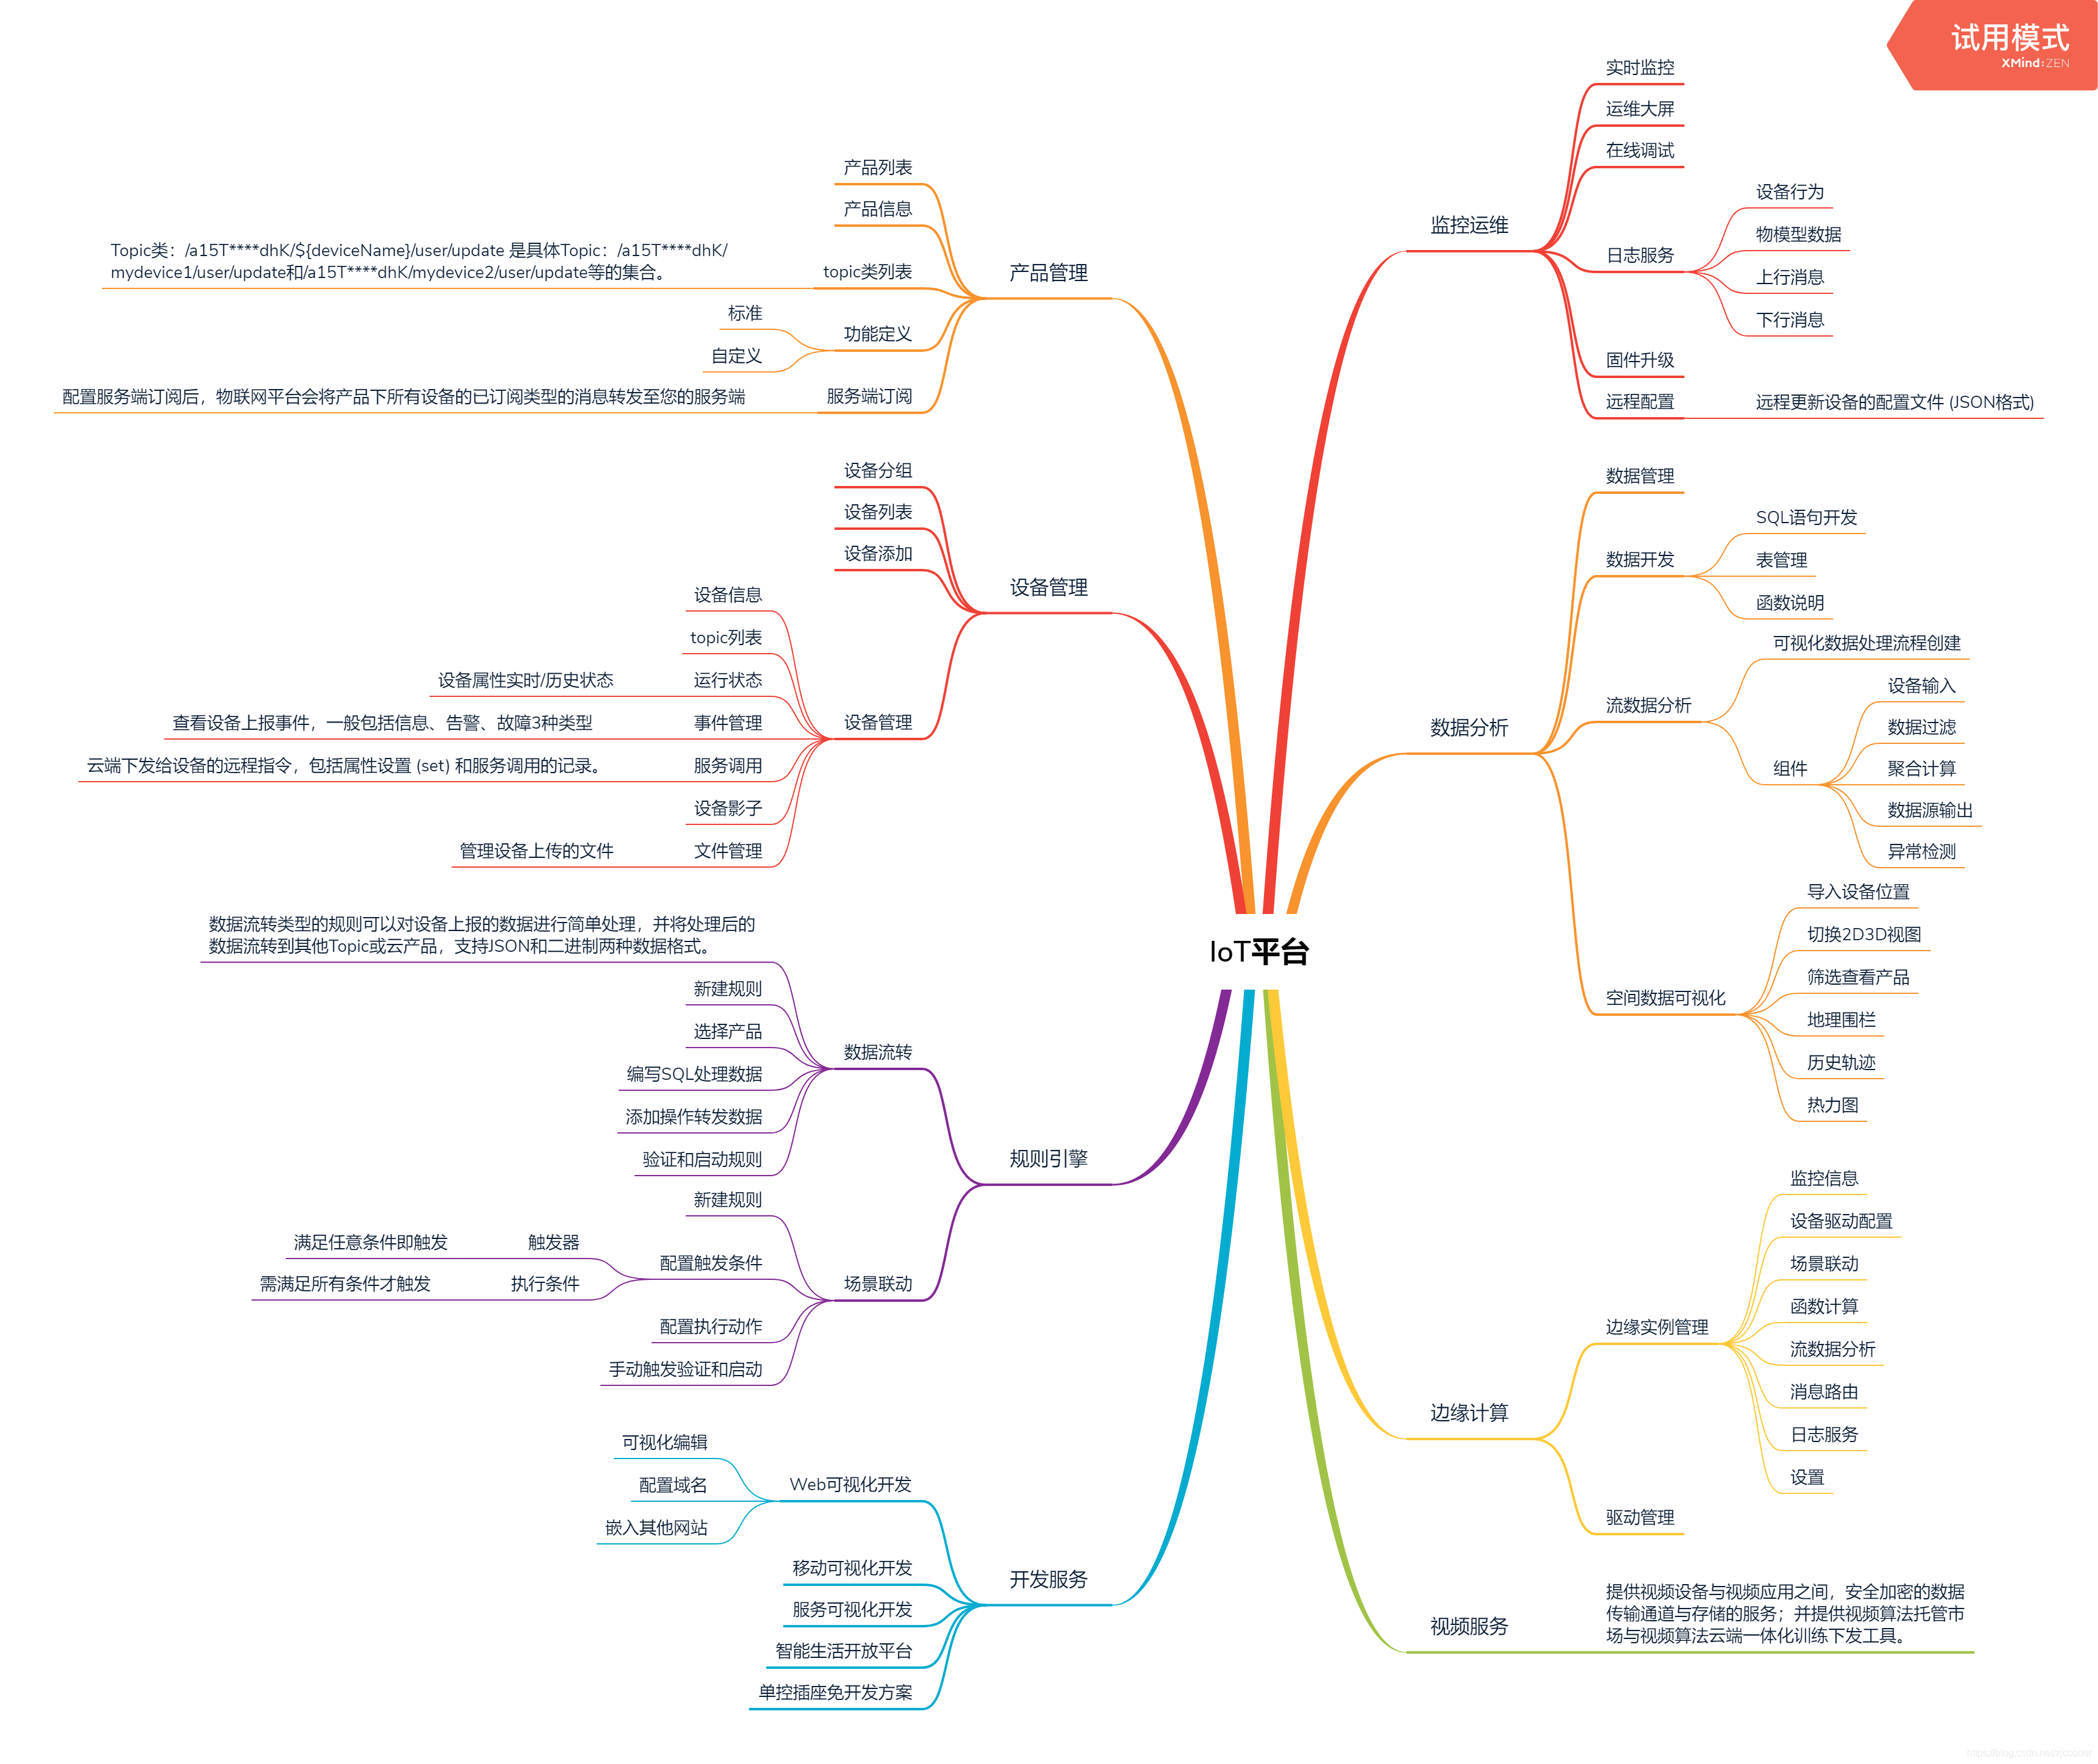 试用模式
XMind:ZEN
IoT平台
产品管理
产品列表
产品信息
topic类列表
Topic类：/a15T****dhK/${deviceName}/user/update 是具体Topic：/a15T****dhK/
mydevice1/user/update和/a15T****dhK/mydevice2/user/update等的集合。
功能定义
标准
自定义
服务端订阅
配置服务端订阅后，物联网平台会将产品下所有设备的已订阅类型的消息转发至您的服务端
设备管理
设备分组
设备列表
设备添加
设备管理
设备信息
topic列表
运行状态
设备属性实时/历史状态
事件管理
查看设备上报事件，一般包括信息、告警、故障3种类型
服务调用
云端下发给设备的远程指令，包括属性设置 (set) 和服务调用的记录。
设备影子
文件管理
管理设备上传的文件
规则引擎
数据流转
数据流转类型的规则可以对设备上报的数据进行简单处理，并将处理后的
数据流转到其他Topic或云产品，支持JSON和二进制两种数据格式。
新建规则
选择产品
编写SQL处理数据
添加操作转发数据
验证和启动规则
场景联动
新建规则
配置触发条件
触发器
满足任意条件即触发
执行条件
需满足所有条件才触发
配置执行动作
手动触发验证和启动
开发服务
Web可视化开发
可视化编辑
配置域名
嵌入其他网站
移动可视化开发
服务可视化开发
智能生活开放平台
单控插座免开发方案
监控运维
实时监控
运维大屏
在线调试
日志服务
设备行为
物模型数据
上行消息
下行消息
固件升级
远程配置
远程更新设备的配置文件 (JSON格式)
数据分析
数据管理
数据开发
SQL语句开发
表管理
函数说明
流数据分析
可视化数据处理流程创建
组件
设备输入
数据过滤
聚合计算
数据源输出
异常检测
空间数据可视化
导入设备位置
切换2D3D视图
筛选查看产品
地理围栏
历史轨迹
热力图
边缘计算
边缘实例管理
监控信息
设备驱动配置
场景联动
函数计算
流数据分析
消息路由
日志服务
设置
驱动管理
视频服务
提供视频设备与视频应用之间，安全加密的数据
传输通道与存储的服务；并提供视频算法托管市
场与视频算法云端一体化训练下发工具。